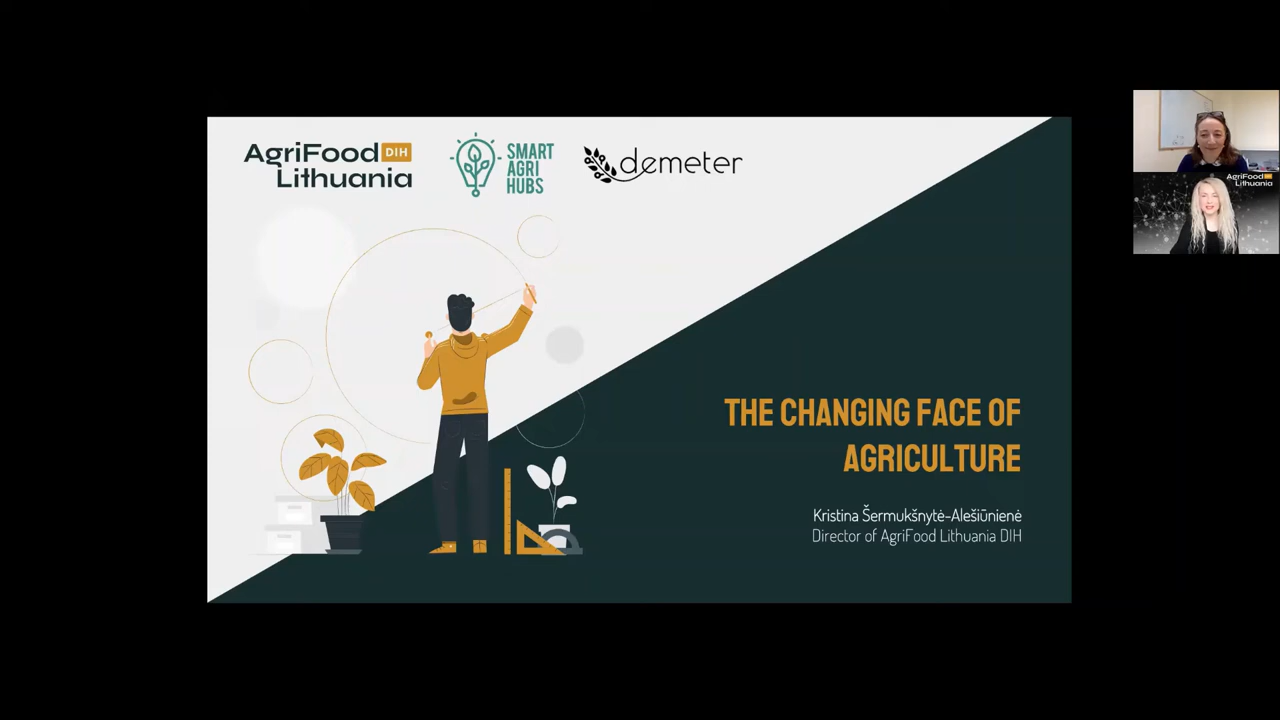 AgriFood DIH
Lithuania
SMART
AGRI
HUBS
demeter
THE CHANGING FACE OF
AGRICULTURE
Kristina Šermukšnytė-Alešiūnienė
Director of AgriFood Lithuania DIH
AgriFood
Lithuania